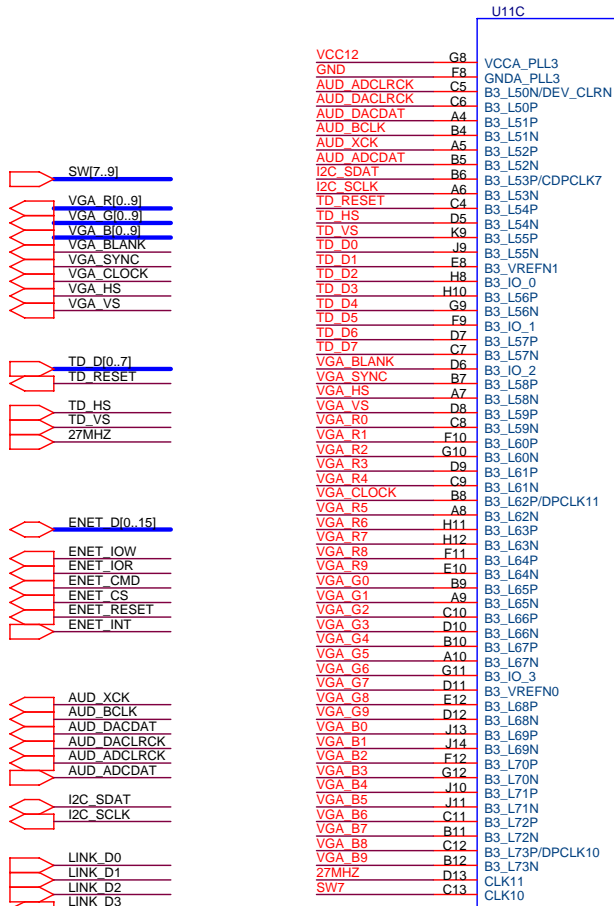 U11C
VCC12 G8 VCCA_PLL3
GND F8 GNDA_PLL3
AUD_ADCLRCK C5 B3_L50N/DEV_CLRN
AUD_DACLRCK C6 B3_L50P
AUD_DACDAT A4 B3_L51P
AUD_BCLK B4 B3_L51N
AUD_XCK A5 B3_L52P
AUD_ADCDAT B5 B3_L52N
I2C_SDAT B6 B3_L53P/CDPCLK7
I2C_SCLK A6 B3_L53N
TD_RESET C4 B3_L54P
TD_HS D5 B3_L54N
TD_VS K9 B3_L55P
TD_D0 J9 B3_L55N
TD_D1 E8 B3_VREFN1
TD_D2 H8 B3_IO_0
TD_D3 H10 B3_L56P
TD_D4 G9 B3_L56N
TD_D5 F9 B3_IO_1
TD_D6 D7 B3_L57P
TD_D7 C7 B3_L57N
VGA_BLANK D6 B3_IO_2
VGA_SYNC B7 B3_L58P
VGA_HS A7 B3_L58N
VGA_VS D8 B3_L59P
VGA_R0 C8 B3_L59N
VGA_R1 F10 B3_L60P
VGA_R2 G10 B3_L60N
VGA_R3 D9 B3_L61P
VGA_R4 C9 B3_L61N
VGA_CLOCK B8 B3_L62P/DPCLK11
VGA_R5 A8 B3_L62N
VGA_R6 H11 B3_L63P
VGA_R7 H12 B3_L63N
VGA_R8 F11 B3_L64P
VGA_R9 E10 B3_L64N
VGA_G0 B9 B3_L65P
VGA_G1 A9 B3_L65N
VGA_G2 C10 B3_L66P
VGA_G3 D10 B3_L66N
VGA_G4 B10 B3_L67P
VGA_G5 A10 B3_L67N
VGA_G6 G11 B3_IO_3
VGA_G7 D11 B3_VREFN0
VGA_G8 E12 B3_L68P
VGA_G9 D12 B3_L68N
VGA_B0 J13 B3_L69P
VGA_B1 J14 B3_L69N
VGA_B2 F12 B3_L70P
VGA_B3 G12 B3_L70N
VGA_B4 J10 B3_L71P
VGA_B5 J11 B3_L71N
VGA_B6 C11 B3_L72P
VGA_B7 B11 B3_L72N
VGA_B8 C12 B3_L73P/DPCLK10
VGA_B9 B12 B3_L73N
27MHZ D13 CLK11
SW7 C13 CLK10
SW[7..9]
VGA_R[0..9]
VGA_G[0..9]
VGA_B[0..9]
VGA_BLANK
VGA_SYNC
VGA_CLOCK
VGA_HS
VGA_VS
TD_D[0..7]
TD_RESET
TD_HS
TD_VS
27MHZ
ENET_D[0..15]
ENET_IOW
ENET_IOR
ENET_CMD
ENET_CS
ENET_RESET
ENET_INT
AUD_XCK
AUD_BCLK
AUD_DACDAT
AUD_DACLRCK
AUD_ADCLRCK
AUD_ADCDAT
I2C_SDAT
I2C_SCLK
LINK_D0
LINK_D1
LINK_D2
LINK_D3